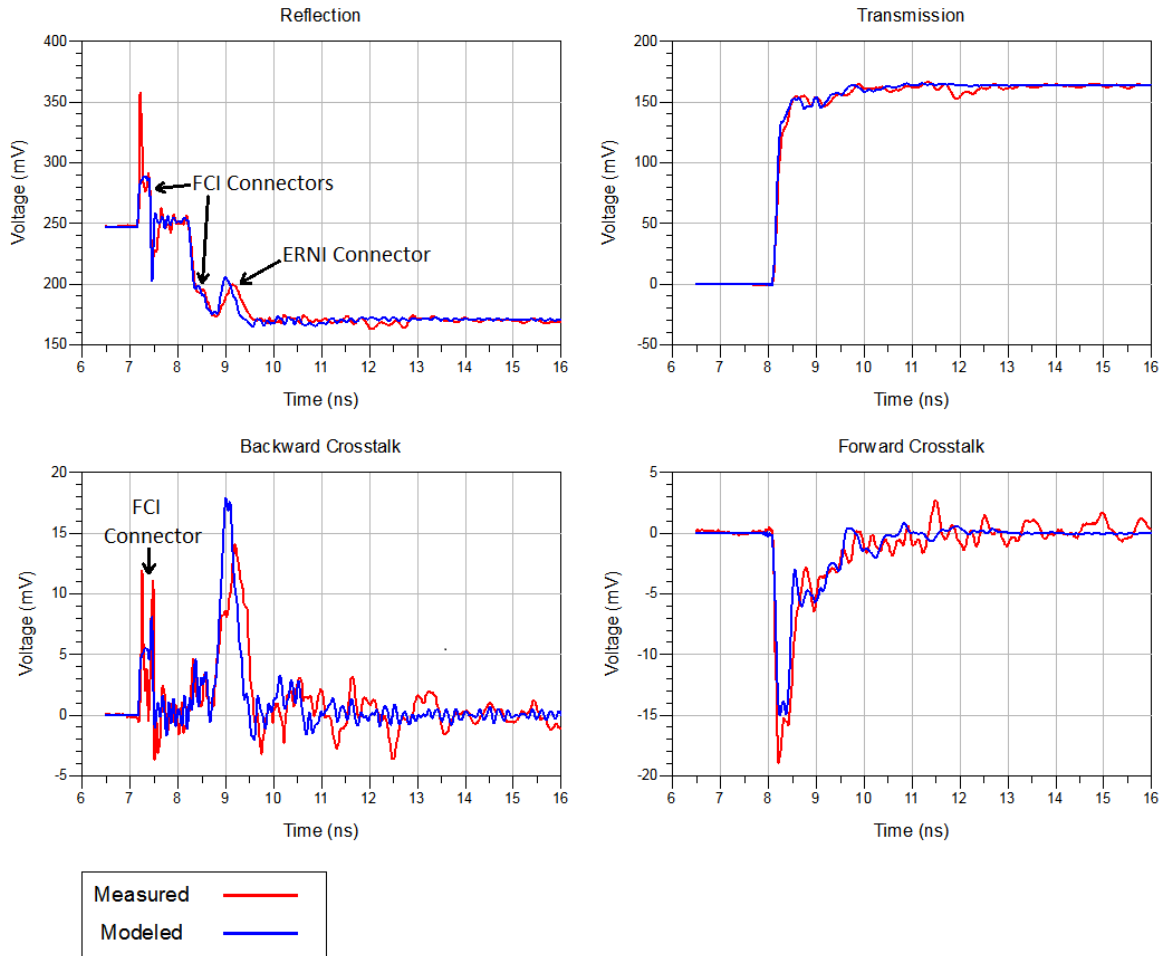 Reflection
400
350
300
250
200
150
Voltage (mV)
FCI Connectors
ERNI Connector
6 7 8 9 10 11 12 13 14 15 16
Time (ns)
Transmission
200
150
100
50
0
-50
Voltage (mV)
6 7 8 9 10 11 12 13 14 15 16
Time (ns)
Backward Crosstalk
20
15
10
5
0
-5
Voltage (mV)
FCI
Connector
6 7 8 9 10 11 12 13 14 15 16
Time (ns)
Forward Crosstalk
5
0
-5
-10
-15
-20
Voltage (mV)
6 7 8 9 10 11 12 13 14 15 16
Time (ns)
Measured
Modeled